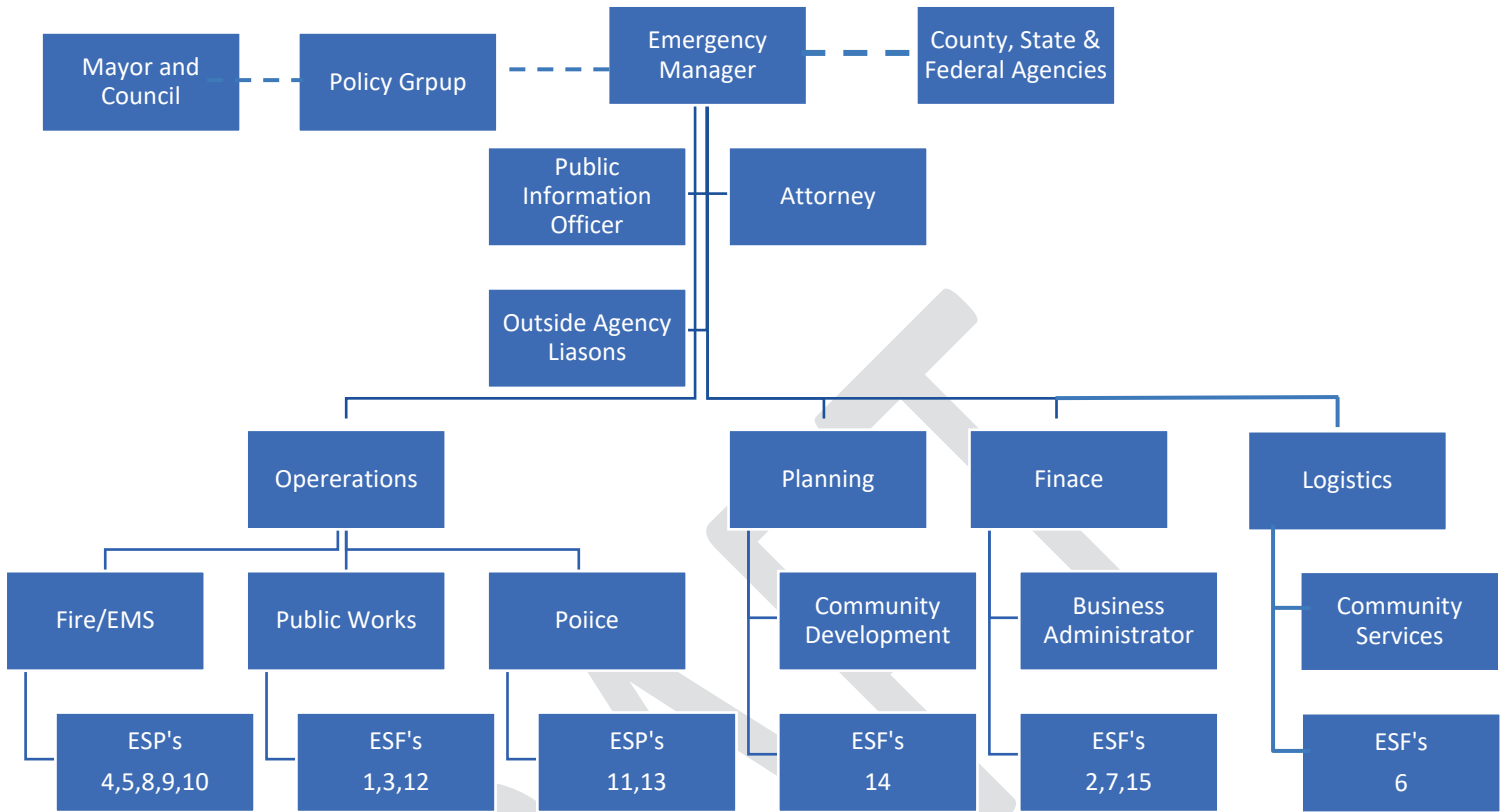 Mayor and
Council
Policy Grpup
Emergency
Manager
County, State &
Federal Agencies
Public
Information
Officer
Attorney
Outside Agency
Liasons
Opererations
Planning
Finace
Logistics
Fire/EMS
Public Works
Poiice
Community
Development
Business
Administrator
Community
Services
ESP's
4,5,8,9,10
ESF's
1,3,12
ESP's
11,13
ESF's
14
ESF's
2,7,15
ESF's
6